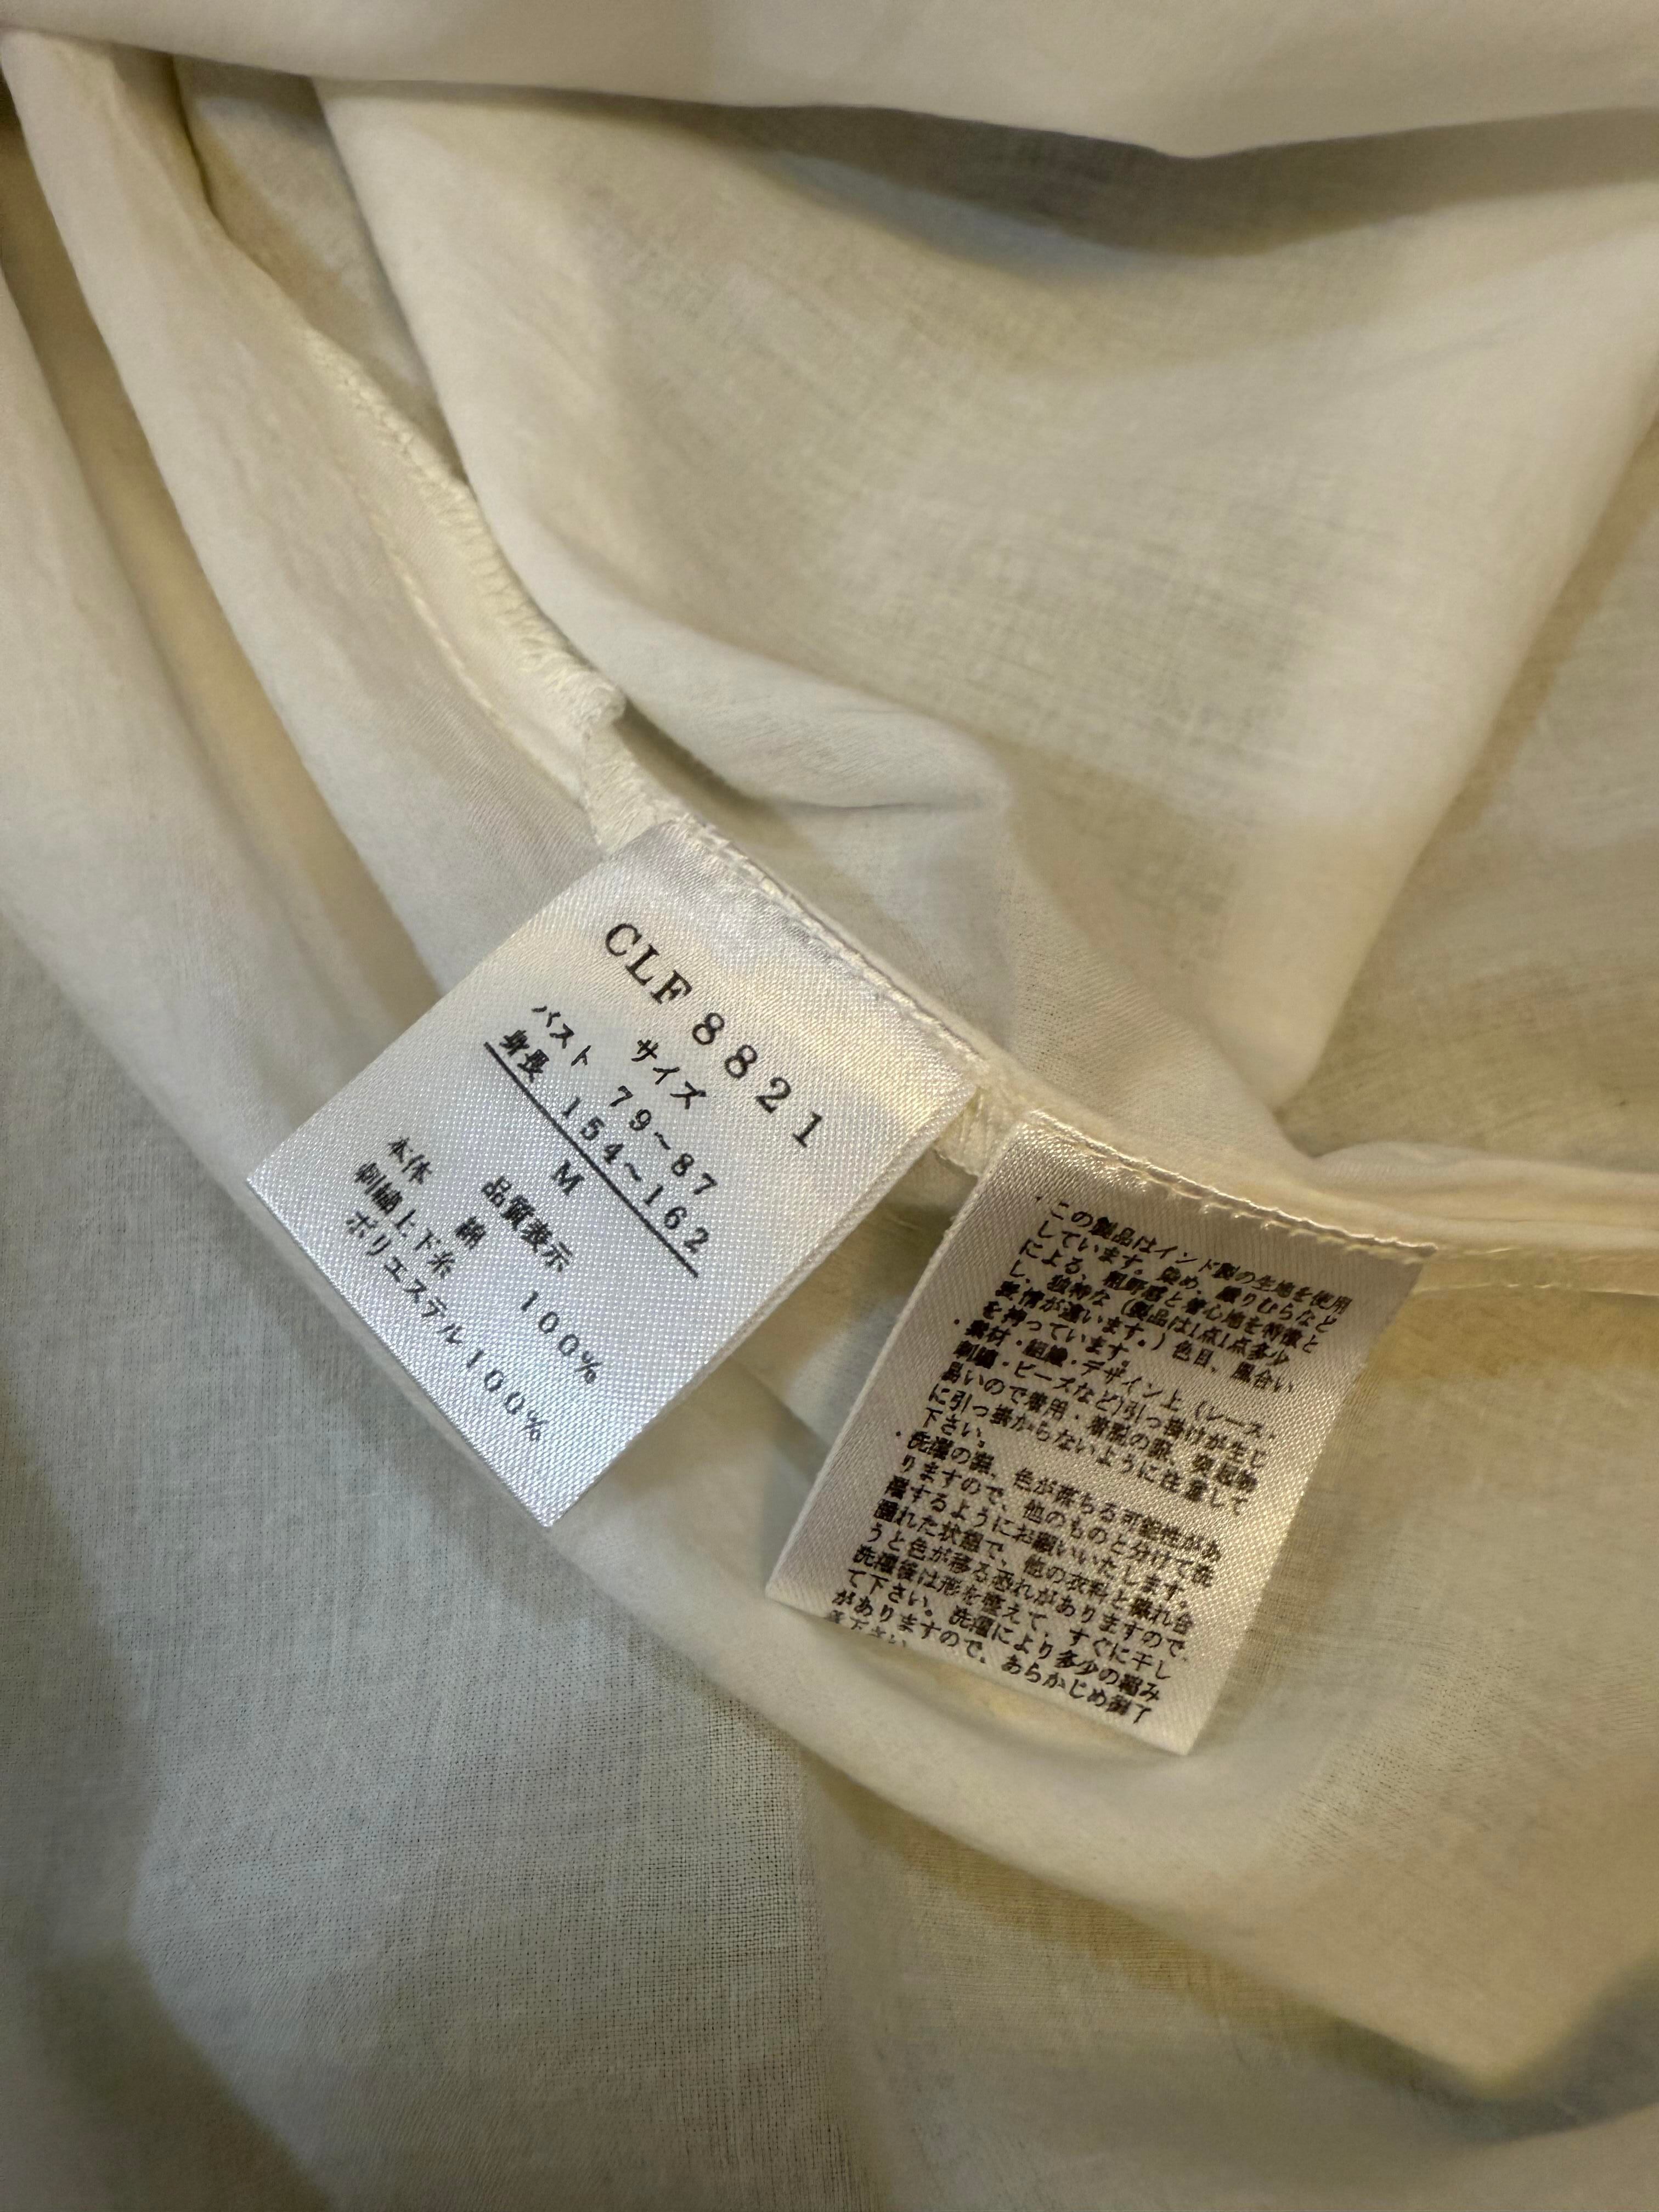 CLF 8821
サイズ
バスト 79~87
身長 154~162
M
品質表示
本体 綿 100%
刺繍上下糸
ポリエステル100%
・この製品はインド製の生地を使用
しています。染め、織りむらなど
による、粗野感と着心地を特徴と
し、独特な（製品は1点1点多少
表情が違います。）色目、風合い
を持っています。
・素材・組織・デザイン上（レース・
刺繍・ビーズなど)引っ掛けが生じ
易いので着用・着脱の訳、突起物
に引っ掛からないように注意して
下さい。
・洗濯の際、色が落ちる可能性があ
りますので、他のものと分けて洗
濯するようにお願いいたします。
濡れた状態で、他の衣料と擦れ合
うと色が移る恐れがありますので、
洗濯後は形を整えて、すぐに干し
て下さい。洗濯により多少の縮み
がありますので、あらかじめ御了
承下さい